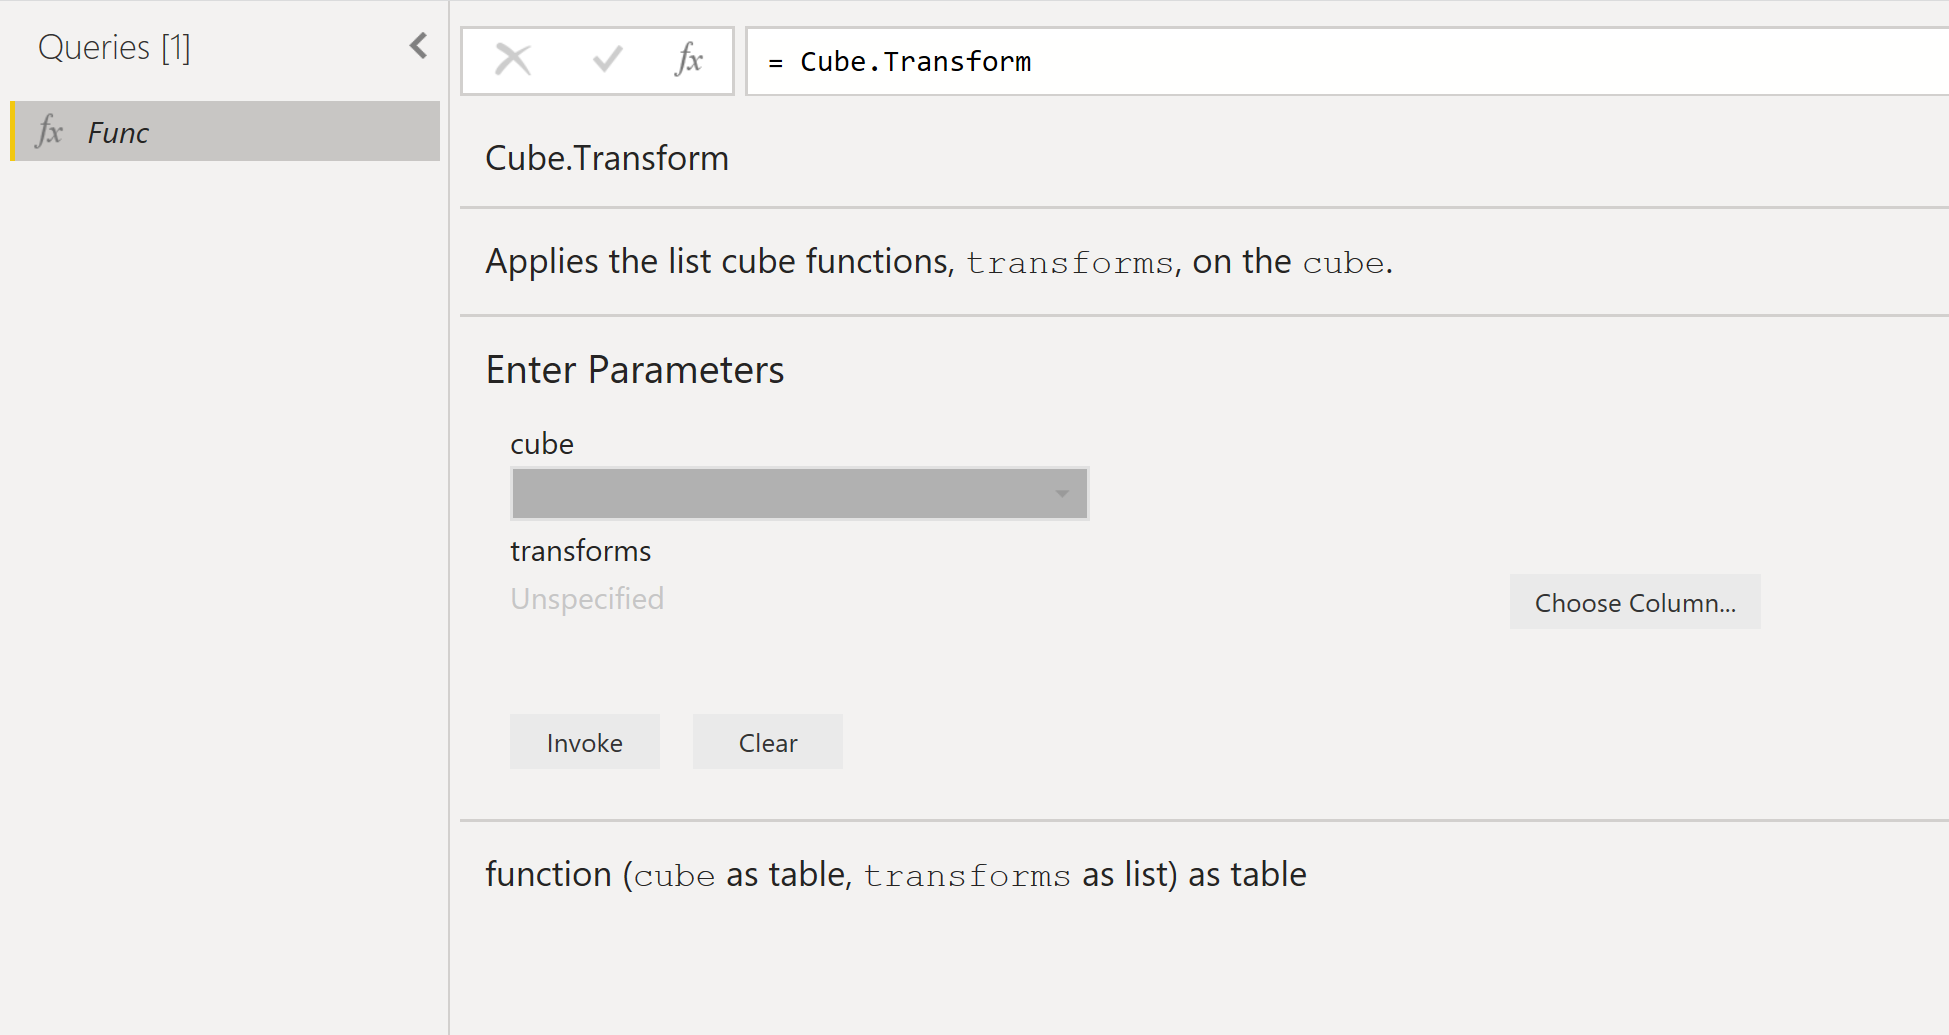 Queries [1]
fx
= Cube.Transform
fx Func
Cube.Transform
Applies the list cube functions, transforms, on the cube.
Enter Parameters
cube
transforms
Unspecified
Choose Column...
Invoke
Clear
function (cube as table, transforms as list) as table